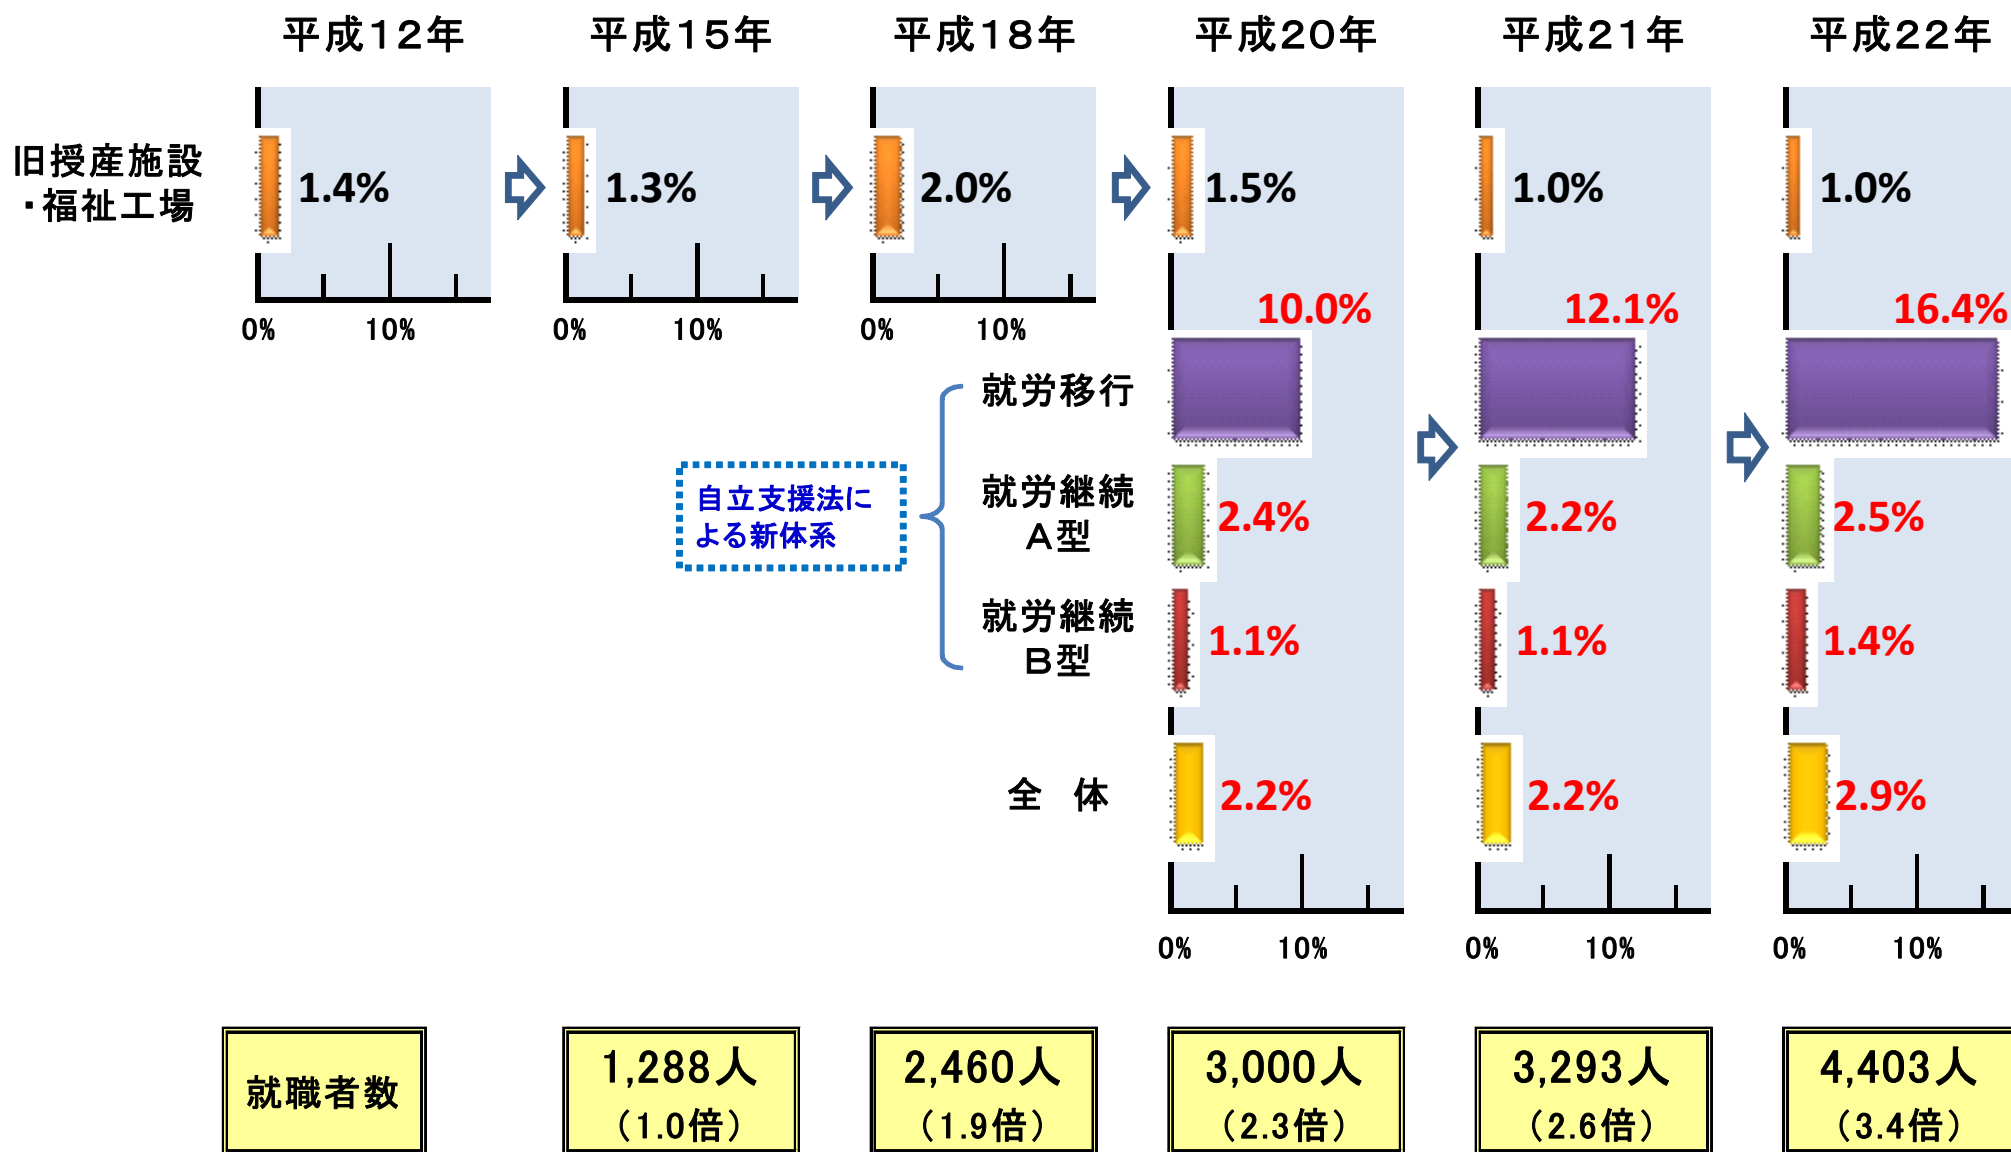 平成12年
平成15年
平成18年
平成20年
平成21年
平成22年
旧授産施設
・福祉工場
1.4%
1.3%
2.0%
1.5%
1.0%
1.0%
0%
10%
0%
10%
0%
10%
10.0%
12.1%
16.4%
就労移行
自立支援法に
よる新体系
就労継続
A型
2.4%
2.2%
2.5%
就労継続
B型
1.1%
1.1%
1.4%
全 体
2.2%
2.2%
2.9%
0%
10%
0%
10%
0%
10%
就職者数
1,288人
（1.0倍）
2,460人
（1.9倍）
3,000人
（2.3倍）
3,293人
（2.6倍）
4,403人
（3.4倍）